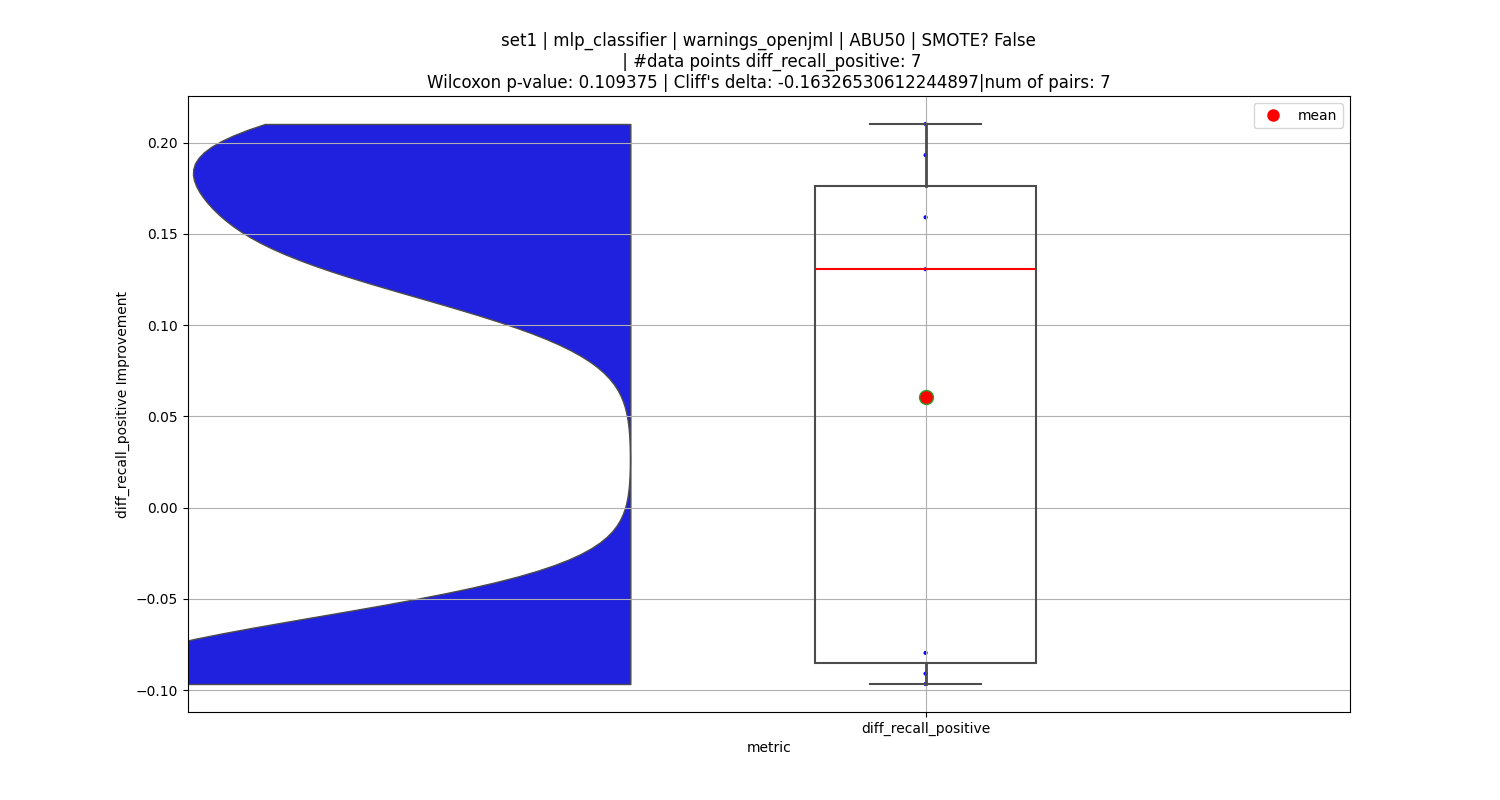 set1 | mlp_classifier | warnings_openjml | ABU50 | SMOTE? False
| #data points diff_recall_positive: 7
Wilcoxon p-value: 0.109375 | Cliff's delta: -0.16326530612244897|num of pairs: 7
mean
0.20
0.15
0.10
0.05
0.00
−0.05
−0.10
diff_recall_positive Improvement
diff_recall_positive
metric